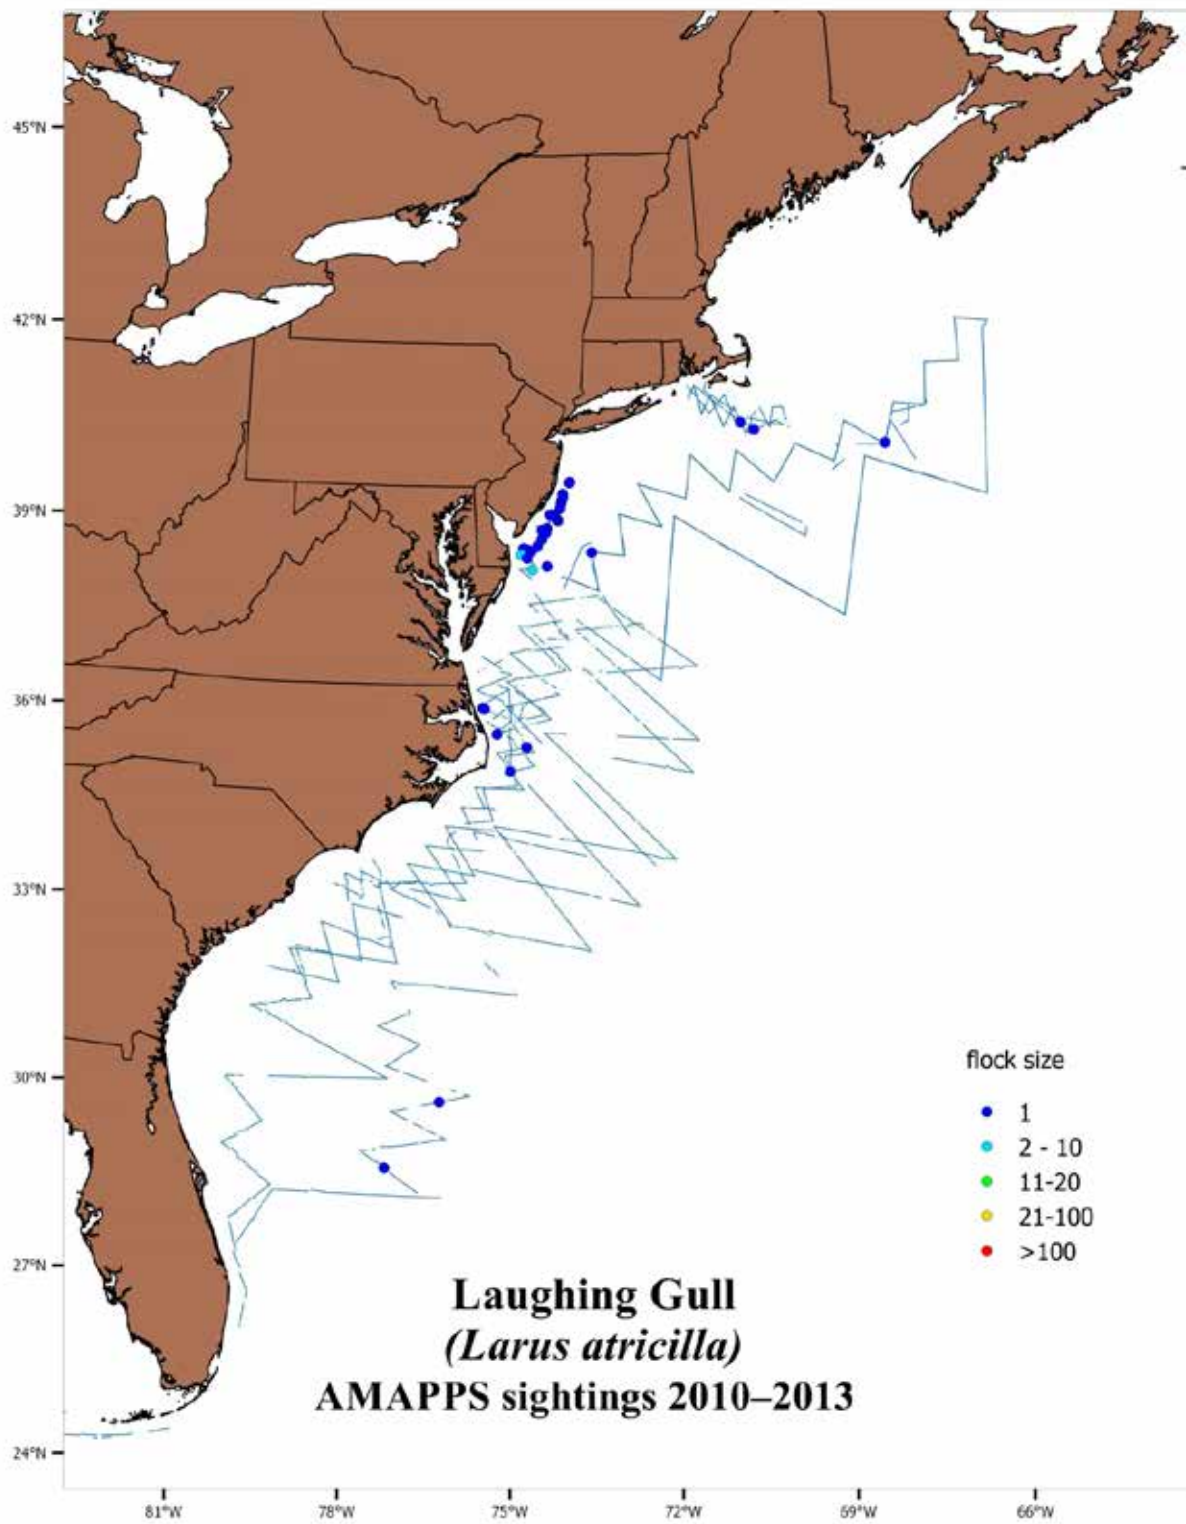 45°N
42°N
39°N
36°N
33°N
30°N
27°N
24°N
flock size
1
2 - 10
11-20
21-100
>100
Laughing Gull
(Larus atricilla)
AMAPPS sightings 2010–2013
81°W 78°W 75°W 72°W 69°W 66°W